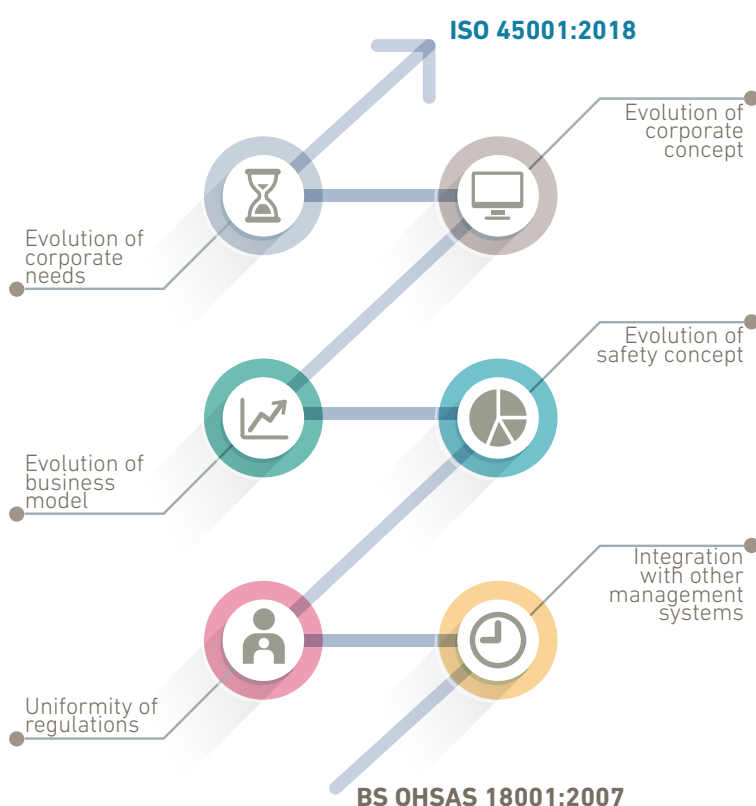 ISO 45001:2018
Evolution of
corporate
concept
Evolution of
corporate
needs
Evolution of
safety concept
Evolution of
business
model
Integration
with other
management
systems
Uniformity of
regulations
BS OHSAS 18001:2007